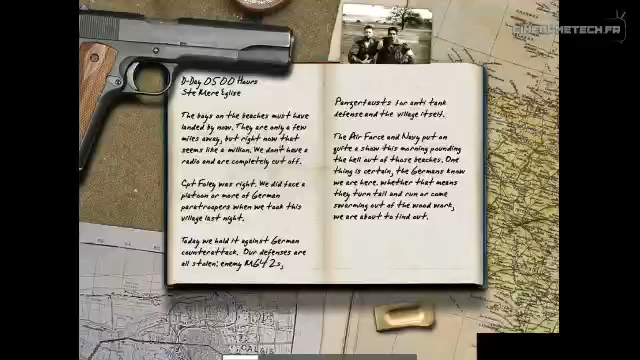 CINEALMETECH.FR
D-Day 0500 Hours
Ste Mere Eglise
The boys on the beaches must have
landed by now. They are only a few
miles away, but right now that
seems like a million. We don't have a
radio and are completely cut off.
Cpt Foley was right. We did face a
platoon or more of German
paratroopers when we took this
village last night.
Today we hold it against German
counterattack. Our defenses are
all stolen: enemy MG42s,
Panzerfausts for anti tank
defense and the village itself.
The Air Force and Navy put on
quite a show this morning pounding
the hell out of those beaches. One
thing is certain, the Germans know
we are here. whether that means
they turn tail and run or come
swarming out of the wood work,
we are about to find out.